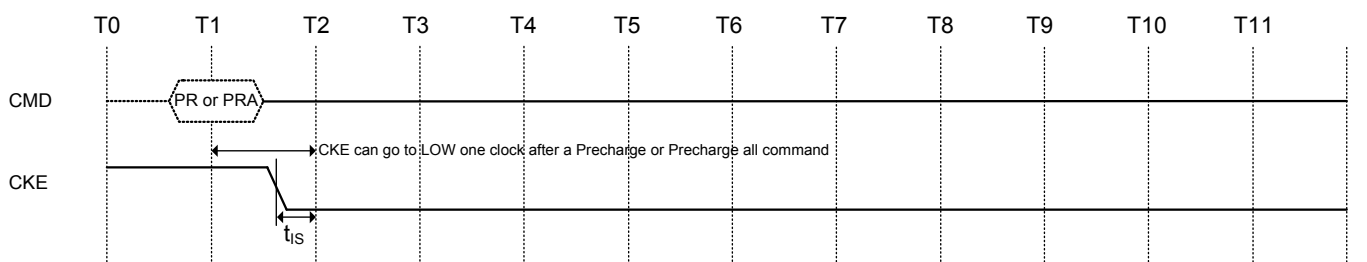 T0 T1 T2 T3 T4 T5 T6 T7 T8 T9 T10 T11
CMD PR or PRA
CKE can go to LOW one clock after a Precharge or Precharge all command
CKE
tIS